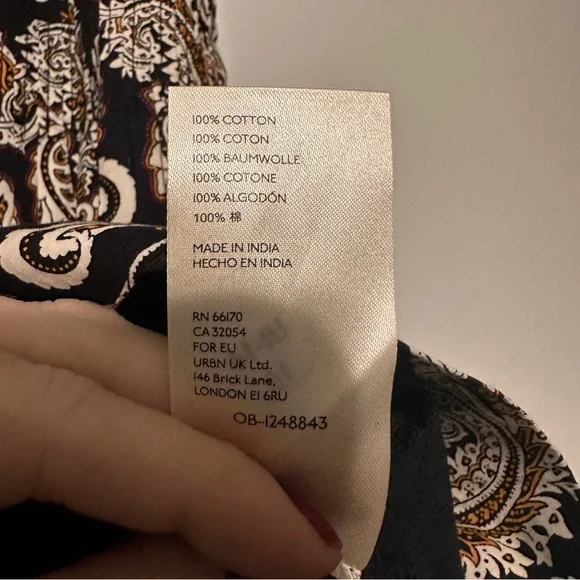 100% COTTON
100% COTON
100% BAUMWOLLE
100% COTONE
100% ALGODÓN
100% 棉
MADE IN INDIA
HECHO EN INDIA
RN 66170
CA 32054
FOR EU
URBN UK Ltd.
146 Brick Lane,
LONDON E1 6RU
OB-1248843